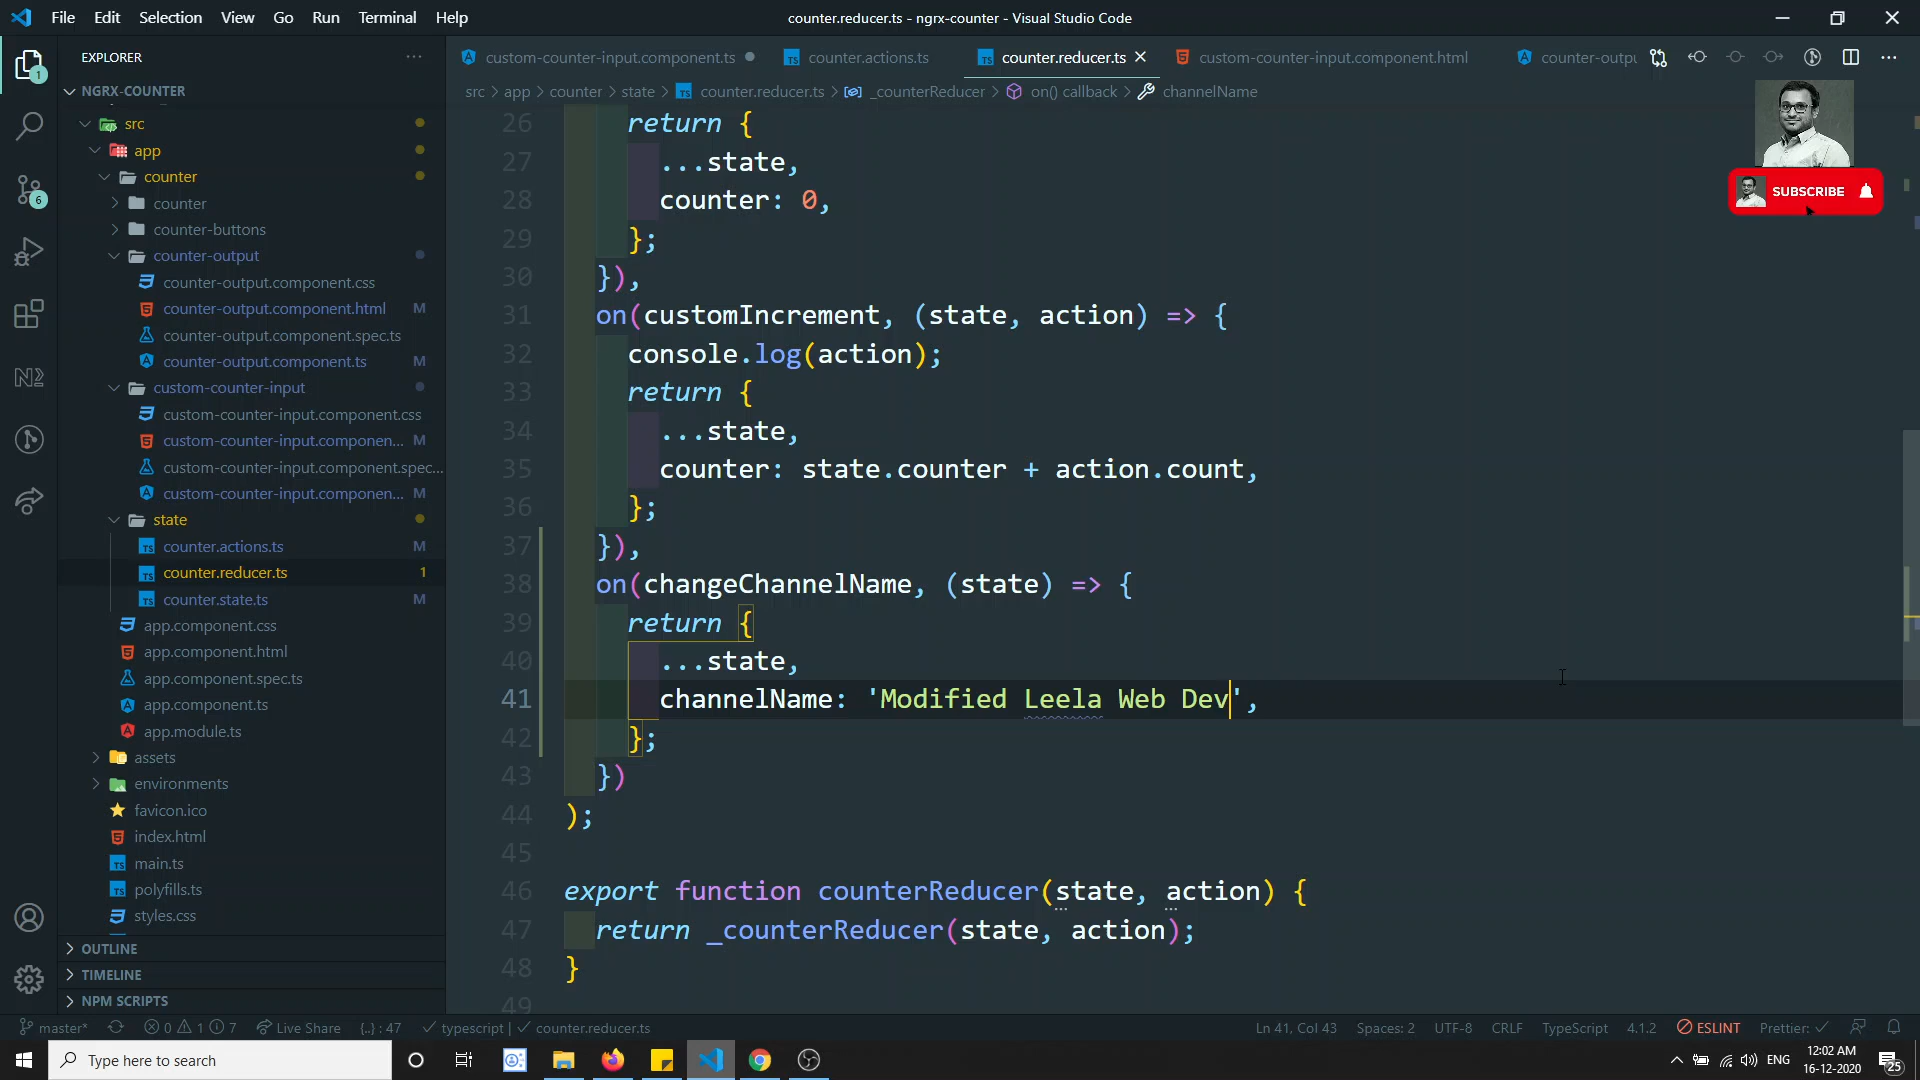 File Edit Selection View Go Run Terminal Help
counter.reducer.ts - ngrx-counter - Visual Studio Code
EXPLORER
custom-counter-input.component.ts
counter.actions.ts
counter.reducer.ts
custom-counter-input.component.html
counter-outpu
src > app > counter > state > counter.reducer.ts > _counterReducer > on() callback > channelName
NGRX-COUNTER
src
app
counter
counter
counter-buttons
counter-output
counter-output.component.css
counter-output.component.html M
counter-output.component.spec.ts
counter-output.component.ts M
custom-counter-input
custom-counter-input.component.css
custom-counter-input.componen... M
custom-counter-input.component.spec...
custom-counter-input.componen... M
state
counter.actions.ts M
counter.reducer.ts 1
counter.state.ts M
app.component.css
app.component.html
app.component.spec.ts
app.component.ts
app.module.ts
assets
environments
favicon.ico
index.html
main.ts
polyfills.ts
styles.css
OUTLINE
TIMELINE
NPM SCRIPTS
1
6
26 return {
27 ...state,
28 counter: 0,
29 };
30 }),
31 on(customIncrement, (state, action) => {
32 console.log(action);
33 return {
34 ...state,
35 counter: state.counter + action.count,
36 };
37 }),
38 on(changeChannelName, (state) => {
39 return {
40 ...state,
41 channelName: 'Modified Leela Web Dev',
42 };
43 })
44 );
45
46 export function counterReducer(state, action) {
47 return _counterReducer(state, action);
48 }
49
SUBSCRIBE
master* 0 1 7 Live Share {..} : 47 typescript | counter.reducer.ts
Ln 41, Col 43 Spaces: 2 UTF-8 CRLF TypeScript 4.1.2 ESLINT Prettier:
Type here to search
ENG
12:02 AM
16-12-2020
25